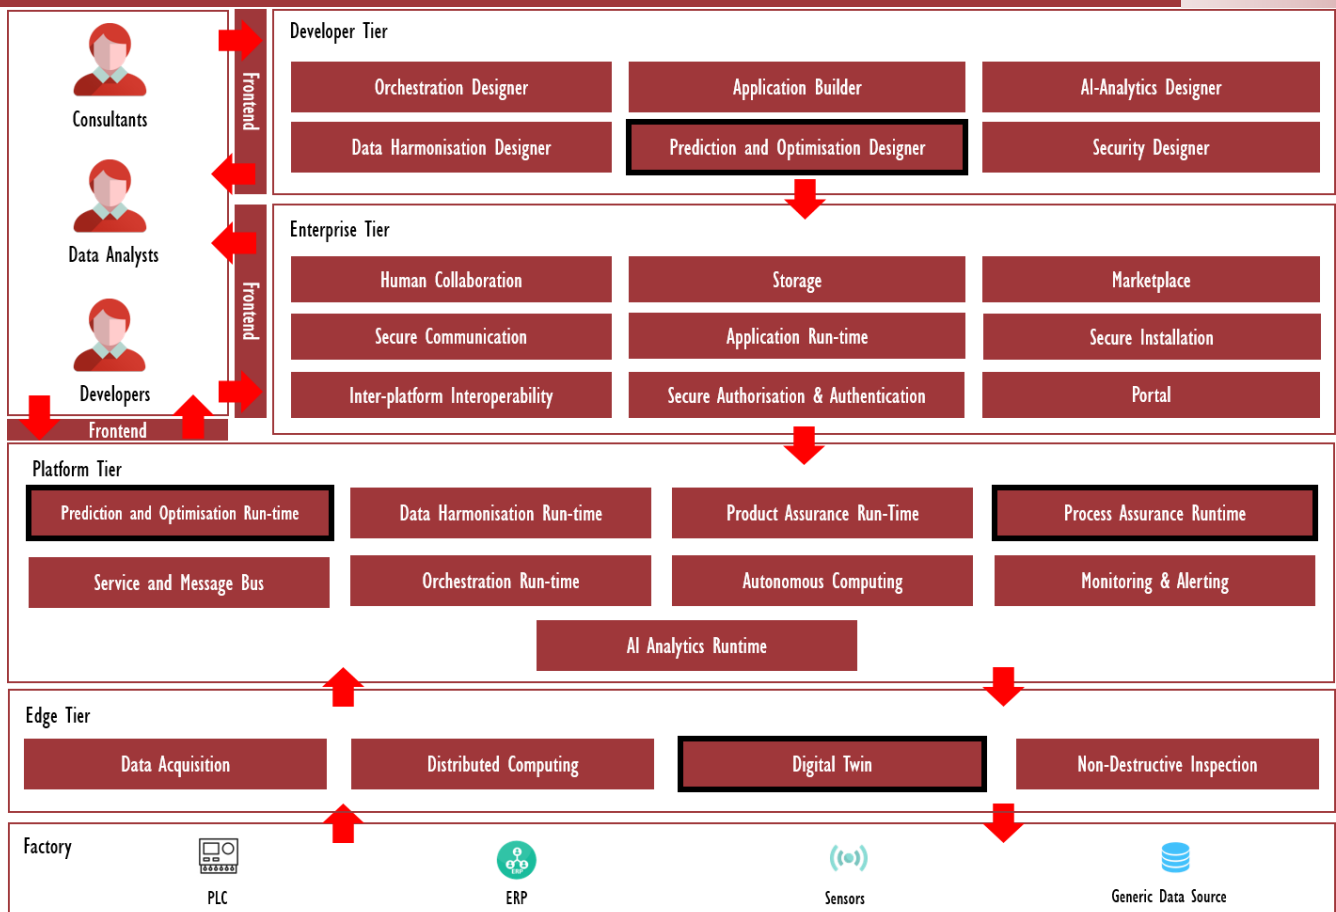 Consultants
Data Analysts
Developers
Frontend
Frontend
Frontend
Developer Tier
Orchestration Designer
Application Builder
AI-Analytics Designer
Data Harmonisation Designer
Prediction and Optimisation Designer
Security Designer
Enterprise Tier
Human Collaboration
Storage
Marketplace
Secure Communication
Application Run-time
Secure Installation
Inter-platform Interoperability
Secure Authorisation & Authentication
Portal
Platform Tier
Prediction and Optimisation Run-time
Data Harmonisation Run-time
Product Assurance Run-Time
Process Assurance Runtime
Service and Message Bus
Orchestration Run-time
Autonomous Computing
Monitoring & Alerting
AI Analytics Runtime
Edge Tier
Data Acquisition
Distributed Computing
Digital Twin
Non-Destructive Inspection
Factory
ERP
PLC
ERP
Sensors
Generic Data Source